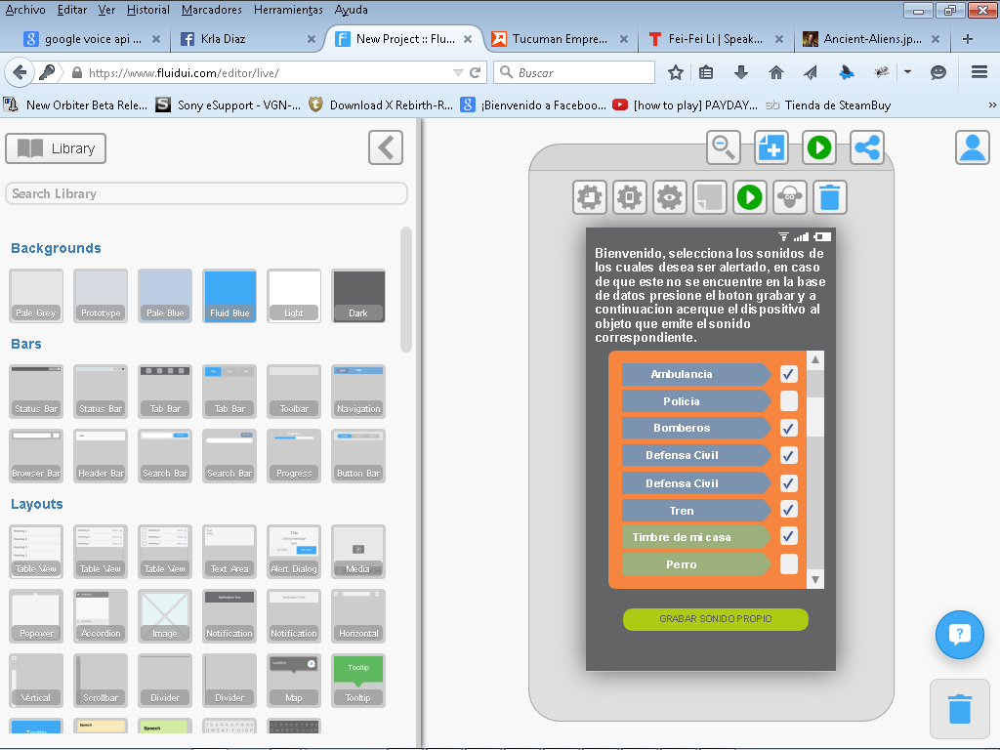 Archivo Editar Ver Historial Marcadores Herramientas Ayuda
google voice api ... Krla Diaz New Project :: Flu... Tucuman Empre... Fei-Fei Li | Speak... Ancient-Aliens.jp...
https://www.fluidui.com/editor/live/ Buscar
New Orbiter Beta Rele... Sony eSupport - VGN-... Download X Rebirth-R... ¡Bienvenido a Faceboo... [how to play] PAYDAY... Tienda de SteamBuy
Library
Search Library
Backgrounds
Pale Grey Prototype Pale Blue Fluid Blue Light Dark
Bars
Status Bar Status Bar Tab Bar Tab Bar Toolbar Navigation
Browser Bar Header Bar Search Bar Search Bar Progress Button Bar
Layouts
Table View Table View Table View Text Area Alert Dialog Media
Popover Accordion Image Notification Notification Horizontal
Vertical Scrollbar Divider Divider Map Tooltip
Tooltip
Tooltip Speech Speech
Bienvenido, selecciona los sonidos de
los cuales desea ser alertado, en caso
de que este no se encuentre en la base
de datos presione el boton grabar y a
continuacion acerque el dispositivo al
objeto que emite el sonido
correspondiente.
Ambulancia
Policia
Bomberos
Defensa Civil
Defensa Civil
Tren
Timbre de mi casa
Perro
GRABAR SONIDO PROPIO